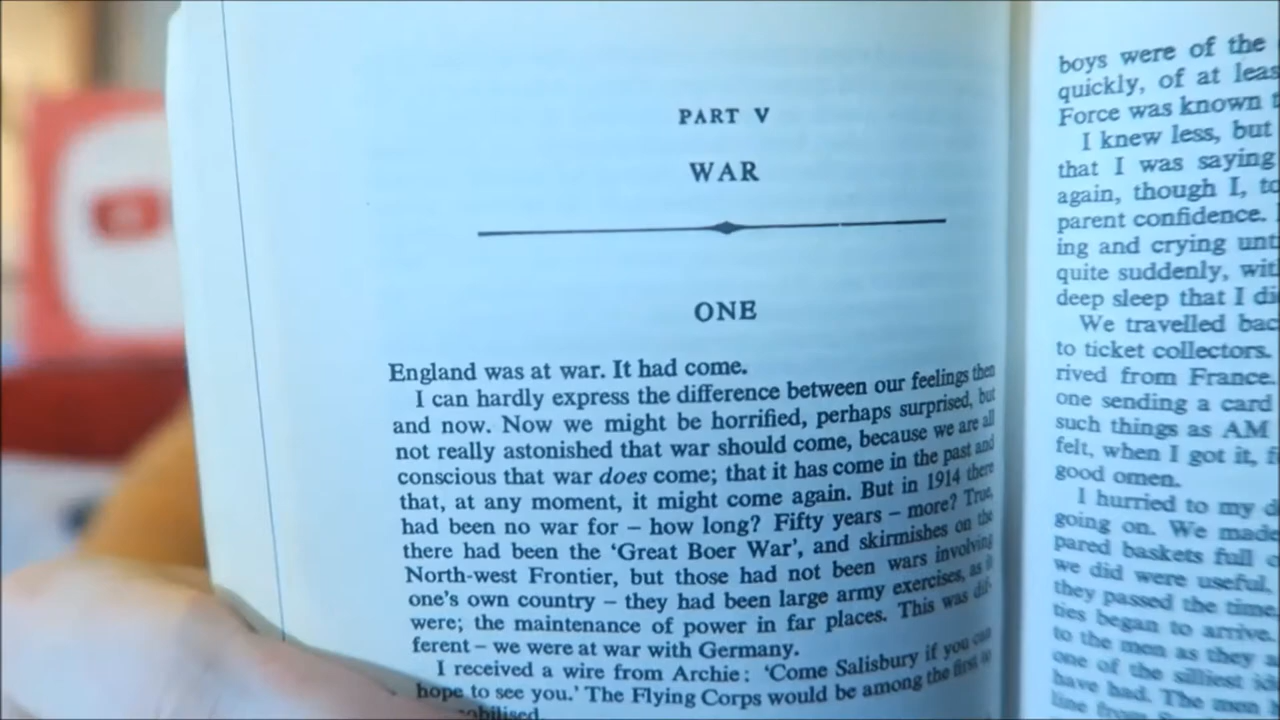 PART V
WAR
ONE
England was at war. It had come.
I can hardly express the difference between our feelings then
and now. Now we might be horrified, perhaps surprised, but
not really astonished that war should come, because we are all
conscious that war does come; that it has come in the past and
that, at any moment, it might come again. But in 1914 there
had been no war for – how long? Fifty years – more? True,
there had been the ‘Great Boer War’, and skirmishes on the
North-west Frontier, but those had not been wars involving
one’s own country – they had been large army exercises, as it
were; the maintenance of power in far places. This was dif-
ferent – we were at war with Germany.
I received a wire from Archie: ‘Come Salisbury if you can
hope to see you.’ The Flying Corps would be among the first to
boys were of the
quickly, of at
Force was known
I knew less, but
that I was saying
again, though I,
parent confidence.
ing and crying
quite suddenly,
deep sleep that I
We travelled
to ticket collectors.
rived from France.
one sending a card
such things as AM
felt, when I got it,
good omen.
I hurried to my
going on. We made
pared baskets full
we did were useful.
they passed the
ties began to arrive.
to the men as they
one of the silliest
have had. The men